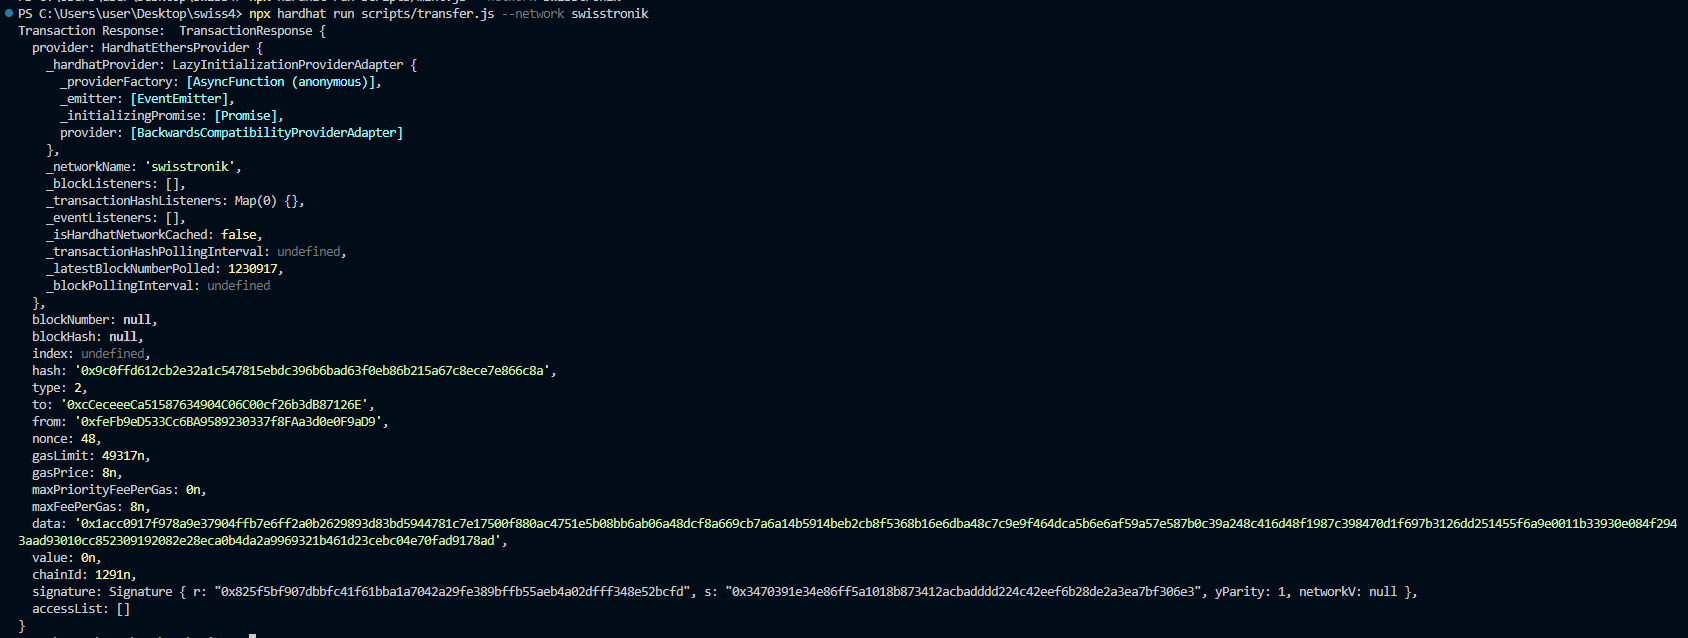 PS C:\Users\user\Desktop\swiss4> npx hardhat run scripts/transfer.js --network swisstronik
Transaction Response:  TransactionResponse {
  provider: HardhatEthersProvider {
    _hardhatProvider: LazyInitializationProviderAdapter {
      _providerFactory: [AsyncFunction (anonymous)],
      _emitter: [EventEmitter],
      _initializingPromise: [Promise],
      provider: [BackwardsCompatibilityProviderAdapter]
    },
    _networkName: 'swisstronik',
    _blockListeners: [],
    _transactionHashListeners: Map(0) {},
    _eventListeners: [],
    _isHardhatNetworkCached: false,
    _transactionHashPollingInterval: undefined,
    _latestBlockNumberPolled: 1230917,
    _blockPollingInterval: undefined
  },
  blockNumber: null,
  blockHash: null,
  index: undefined,
  hash: '0x9c0ffd612cb2e32a1c547815ebdc396b6bad63f0eb86b215a67c8ece7e866c8a',
  type: 2,
  to: '0xcCeceeeCa51587634904C06C00cf26b3dB87126E',
  from: '0xfeFb9eD533Cc6BA9589230337f8FAa3d0e0F9aD9',
  nonce: 48,
  gasLimit: 49317n,
  gasPrice: 8n,
  maxPriorityFeePerGas: 0n,
  maxFeePerGas: 8n,
  data: '0x1acc0917f978a9e37904ffb7e6ff2a0b2629893d83bd5944781c7e17500f880ac4751e5b08bb6ab06a48dcf8a669cb7a6a14b5914beb2cb8f5368b16e6dba48c7c9e9f464dca5b6e6af59a57e587b0c39a248c416d48f1987c398470d1f697b3126dd251455f6a9e0011b33930e084f294
3aad93010cc852309192082e28eca0b4da2a9969321b461d23cebc04e70fad9178ad',
  value: 0n,
  chainId: 1291n,
  signature: Signature { r: "0x825f5bf907dbbfc41f61bba1a7042a29fe389bffb55aeb4a02dfff348e52bcfd", s: "0x3470391e34e86ff5a1018b873412acbadddd224c42eef6b28de2a3ea7bf306e3", yParity: 1, networkV: null },
  accessList: []
}